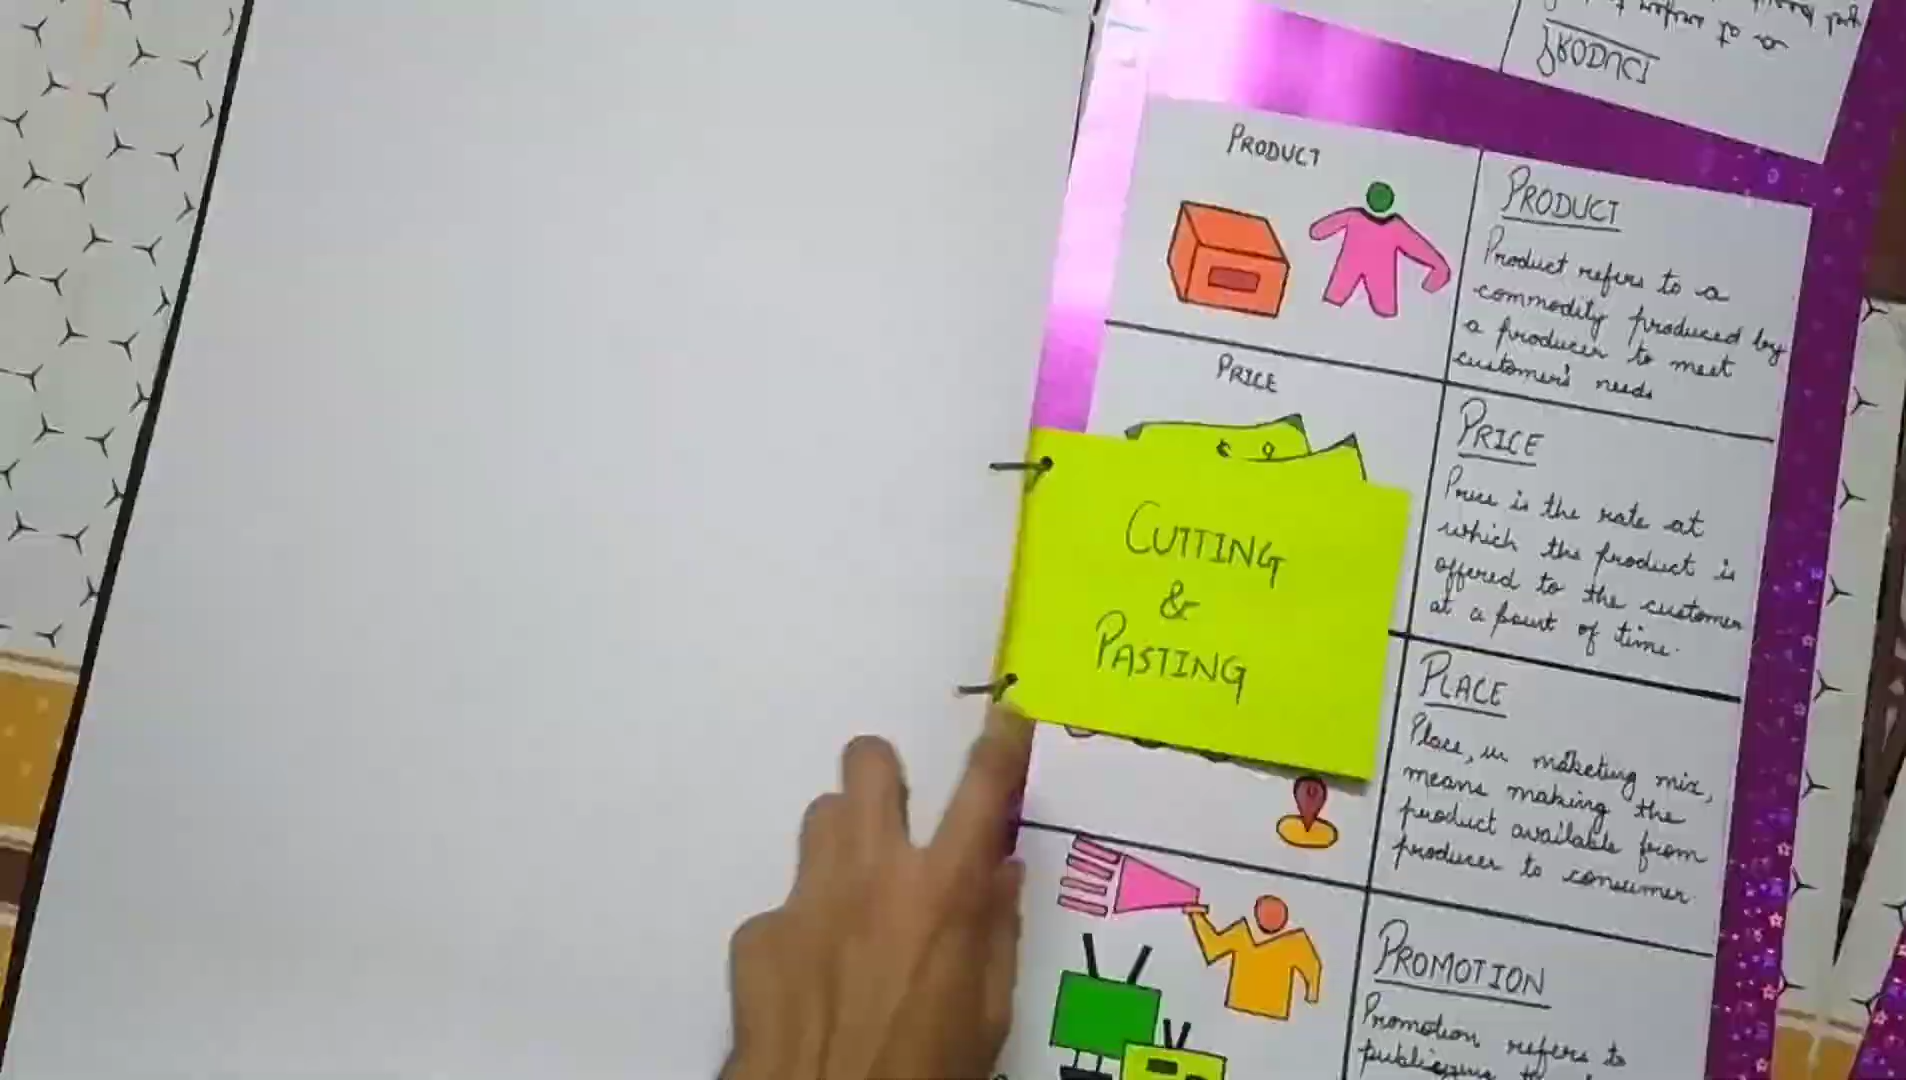 PRODUCT
PRODUCT
Product refers to a
commodity produced by
a producer to meet
customer's needs
PRICE
PRICE
Price is the rate at
which the product is
offered to the customer
at a point of time.
CUTTING
&
PASTING
PLACE
Place, in maketing mix,
means making the
product available from
producer to consumer.
PROMOTION
Promotion refers to
PRODUCT